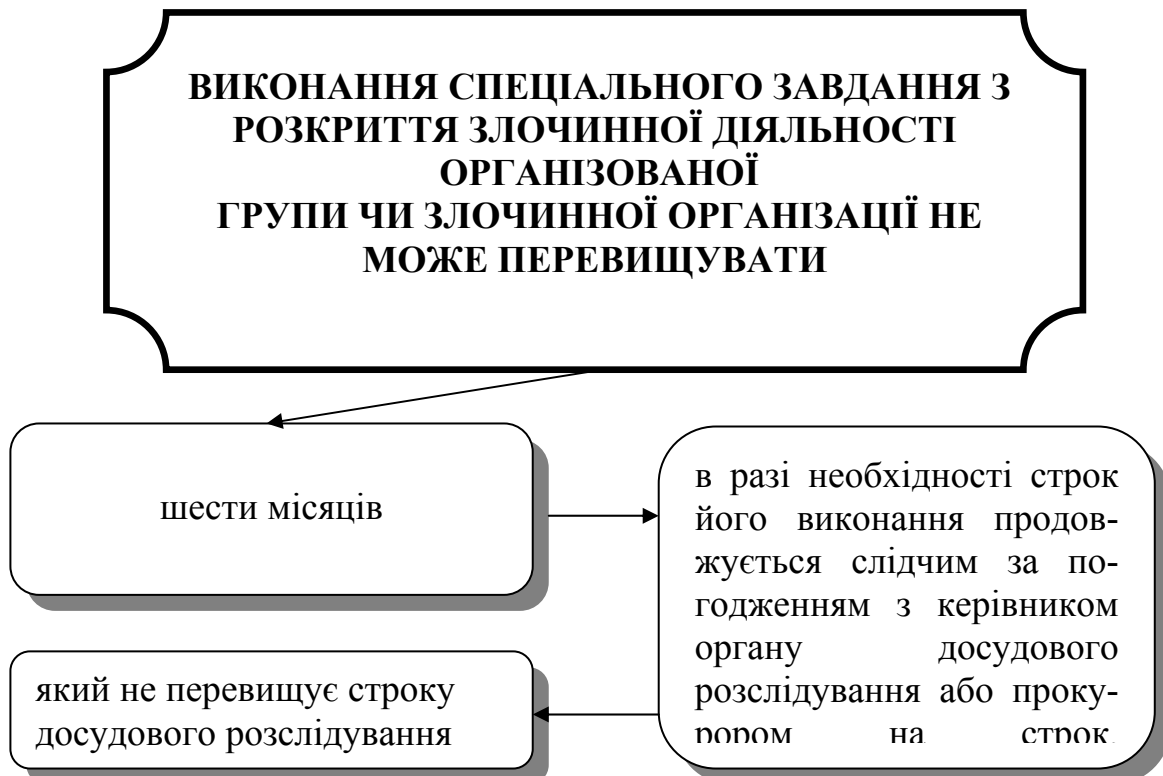 ВИКОНАННЯ СПЕЦІАЛЬНОГО ЗАВДАННЯ З
РОЗКРИТТЯ ЗЛОЧИННОЇ ДІЯЛЬНОСТІ
ОРГАНІЗОВАНОЇ
ГРУПИ ЧИ ЗЛОЧИННОЇ ОРГАНІЗАЦІЇ НЕ
МОЖЕ ПЕРЕВИЩУВАТИ
шести місяців
в разі необхідності строк
його виконання продов-
жується слідчим за по-
годженням з керівником
органу досудового
розслідування або проку-
рором на строк,
який не перевищує строку
досудового розслідування